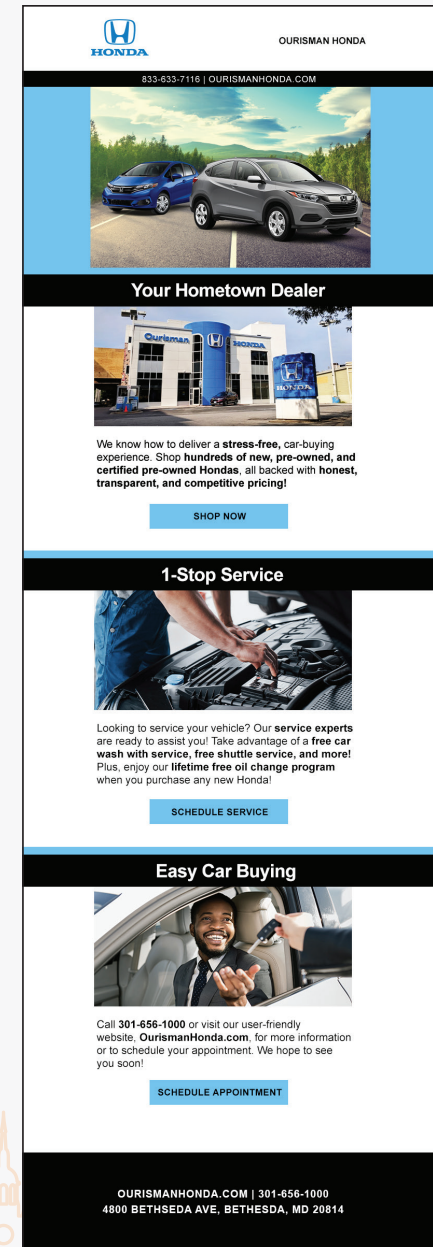 HONDA
OURISMAN HONDA
833-633-7116 | OURISMANHONDA.COM
Your Hometown Dealer
Ourisman HONDA
HONDA
We know how to deliver a stress-free, car-buying
experience. Shop hundreds of new, pre-owned, and
certified pre-owned Hondas, all backed with honest,
transparent, and competitive pricing!
SHOP NOW
1-Stop Service
Looking to service your vehicle? Our service experts
are ready to assist you! Take advantage of a free car
wash with service, free shuttle service, and more!
Plus, enjoy our lifetime free oil change program
when you purchase any new Honda!
SCHEDULE SERVICE
Easy Car Buying
Call 301-656-1000 or visit our user-friendly
website, OurismanHonda.com, for more information
or to schedule your appointment. We hope to see
you soon!
SCHEDULE APPOINTMENT
OURISMANHONDA.COM | 301-656-1000
4800 BETHSEDA AVE, BETHESDA, MD 20814